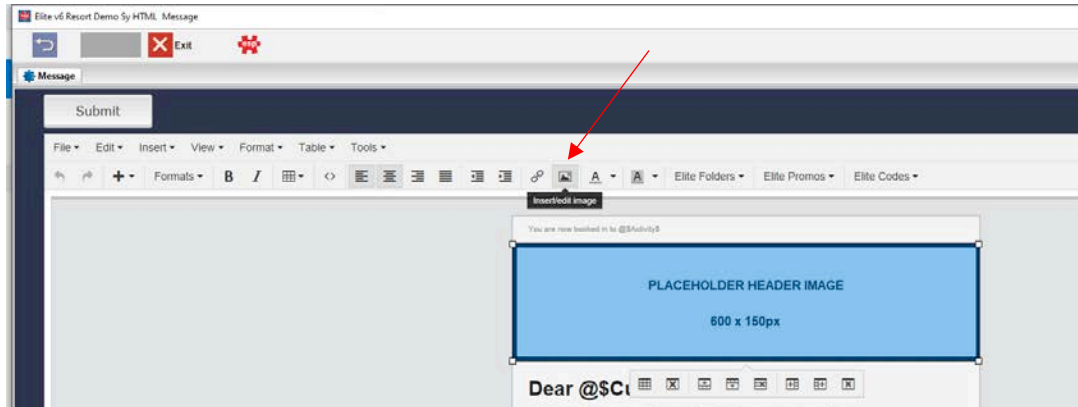 Elite v6 Resort Demo Sy HTML Message
Exit
esp
Message
Submit
File Edit Insert View Format Table Tools
Formats B I A A Elite Folders Elite Promos Elite Codes
Insert/edit image
You are now booked in to @$Activity$
PLACEHOLDER HEADER IMAGE
600 x 150px
Dear @$Cu